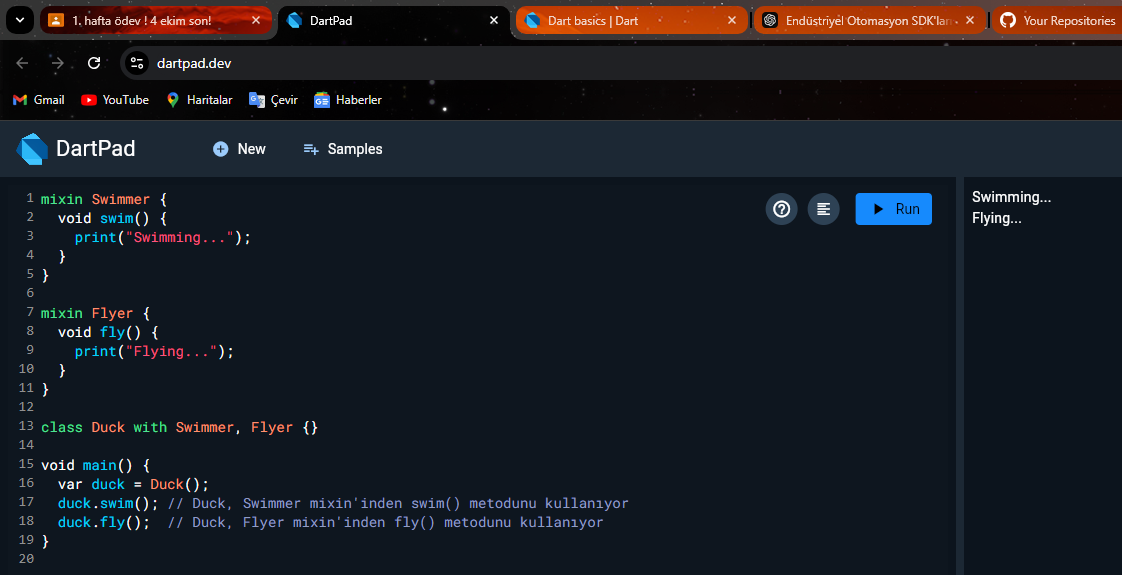 1. hafta ödev ! 4 ekim son!
DartPad
Dart basics | Dart
Endüstriyel Otomasyon SDK'ları
Your Repositories
dartpad.dev
Gmail
YouTube
Haritalar
Çevir
Haberler
DartPad
New
Samples
Run
1 mixin Swimmer {
2 void swim() {
3 print("Swimming...");
4 }
5 }
6
7 mixin Flyer {
8 void fly() {
9 print("Flying...");
10 }
11 }
12
13 class Duck with Swimmer, Flyer {}
14
15 void main() {
16 var duck = Duck();
17 duck.swim(); // Duck, Swimmer mixin'inden swim() metodunu kullanıyor
18 duck.fly();  // Duck, Flyer mixin'inden fly() metodunu kullanıyor
19 }
20
Swimming...
Flying...